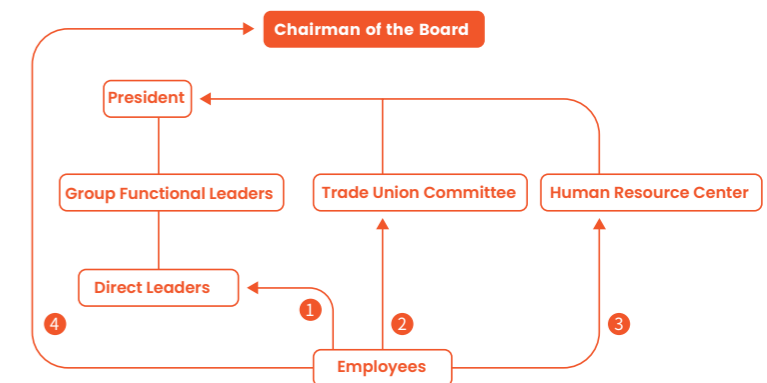 Chairman of the Board
President
Group Functional Leaders
Trade Union Committee
Human Resource Center
Direct Leaders
1
2
3
4
Employees